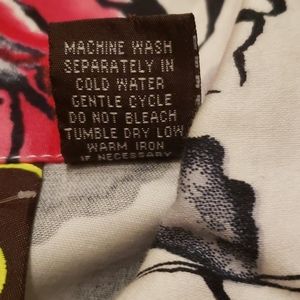 MACHINE WASH
SEPARATELY IN
COLD WATER
GENTLE CYCLE
DO NOT BLEACH
TUMBLE DRY LOW
WARM IRON
IF NECESSARY